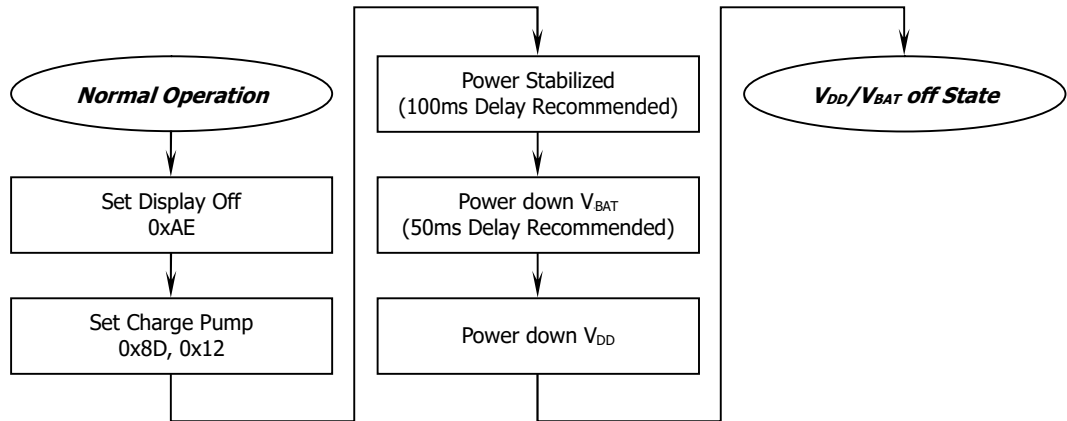 Normal Operation
Set Display Off
0xAE
Set Charge Pump
0x8D, 0x12
Power Stabilized
(100ms Delay Recommended)
Power down VBAT
(50ms Delay Recommended)
Power down VDD
VDD/VBAT off State